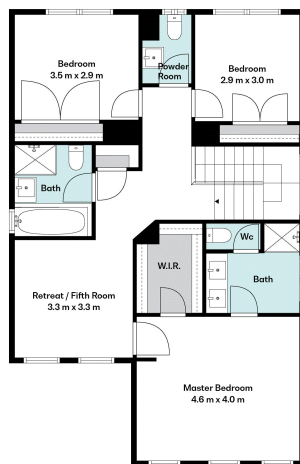 Bedroom
3.5 m x 2.9 m
Powder
Room
Bedroom
2.9 m x 3.0 m
Bath
Wc
W.I.R.
Bath
Retreat / Fifth Room
3.3 m x 3.3 m
Master Bedroom
4.6 m x 4.0 m